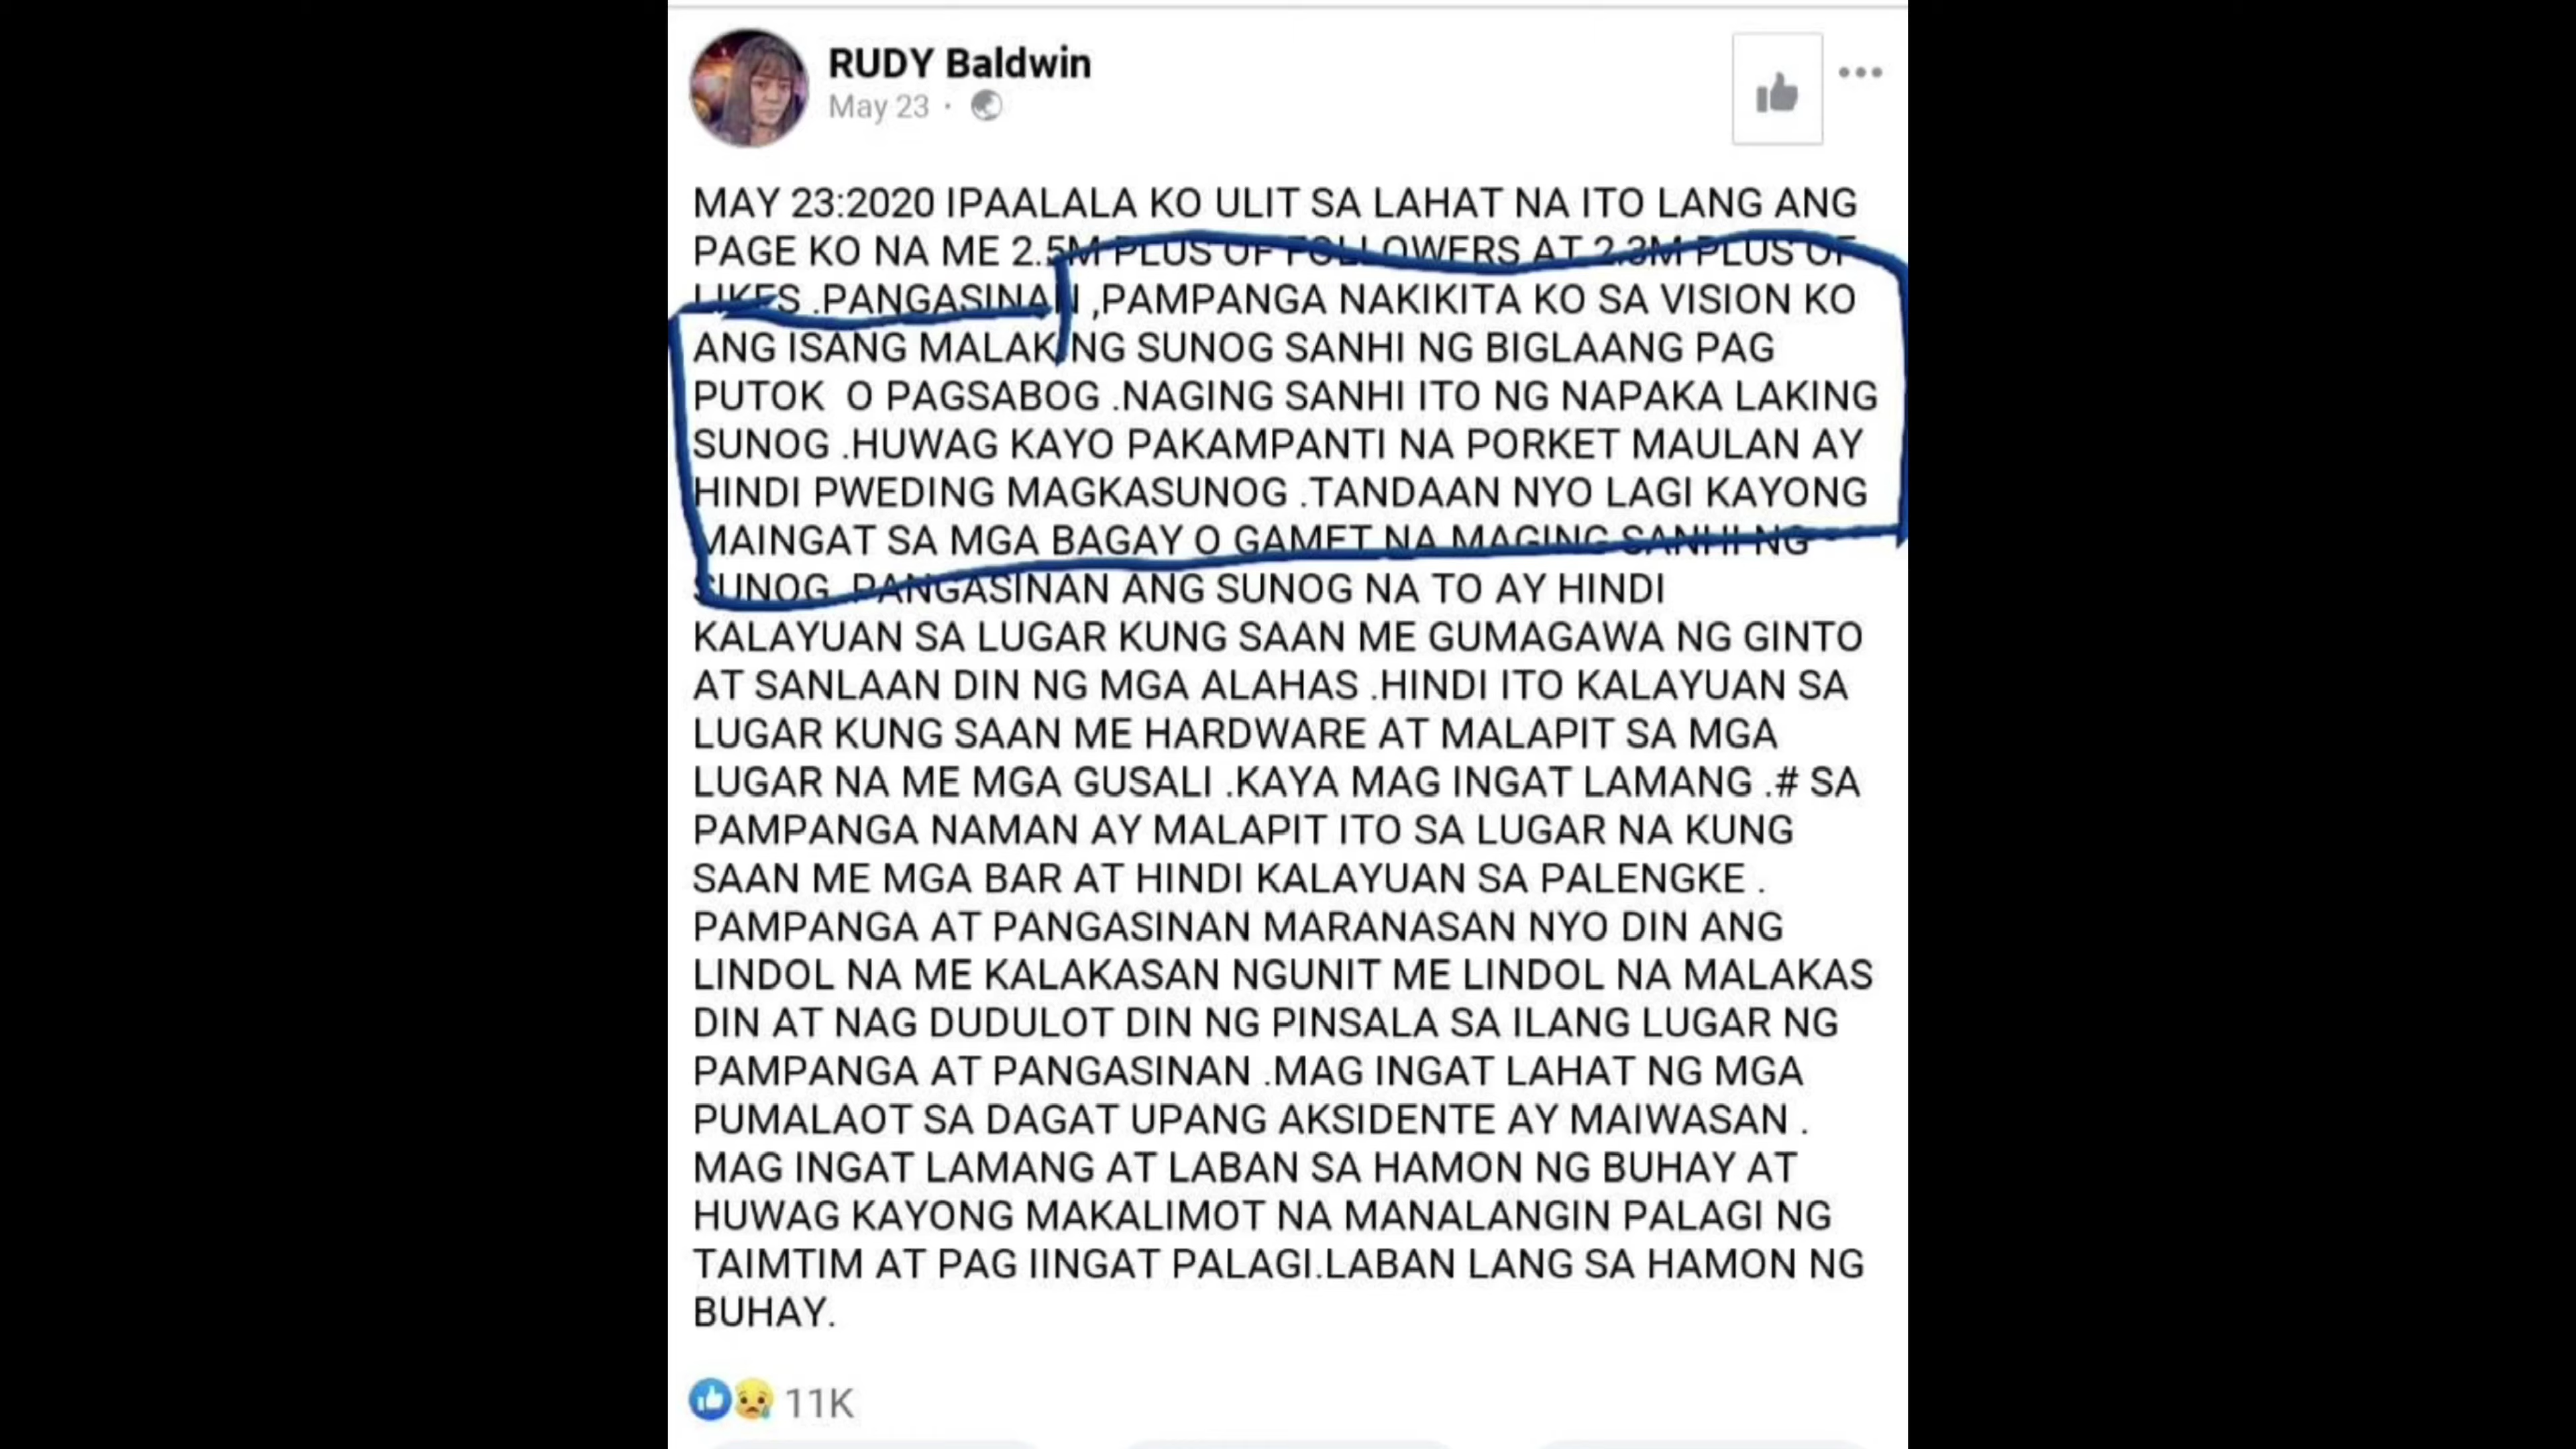 RUDY Baldwin
May 23 ·
MAY 23:2020 IPAALALA KO ULIT SA LAHAT NA ITO LANG ANG
PAGE KO NA ME 2.5M PLUS OF FOLLOWERS AT 2.3M PLUS OF
LIKES .PANGASINAN ,PAMPANGA NAKIKITA KO SA VISION KO
ANG ISANG MALAKING SUNOG SANHI NG BIGLAANG PAG
PUTOK O PAGSABOG .NAGING SANHI ITO NG NAPAKA LAKING
SUNOG .HUWAG KAYO PAKAMPANTI NA PORKET MAULAN AY
HINDI PWEDING MAGKASUNOG .TANDAAN NYO LAGI KAYONG
MAINGAT SA MGA BAGAY O GAMET NA MAGING SANHI NG
SUNOG .PANGASINAN ANG SUNOG NA TO AY HINDI
KALAYUAN SA LUGAR KUNG SAAN ME GUMAGAWA NG GINTO
AT SANLAAN DIN NG MGA ALAHAS .HINDI ITO KALAYUAN SA
LUGAR KUNG SAAN ME HARDWARE AT MALAPIT SA MGA
LUGAR NA ME MGA GUSALI .KAYA MAG INGAT LAMANG .# SA
PAMPANGA NAMAN AY MALAPIT ITO SA LUGAR NA KUNG
SAAN ME MGA BAR AT HINDI KALAYUAN SA PALENGKE .
PAMPANGA AT PANGASINAN MARANASAN NYO DIN ANG
LINDOL NA ME KALAKASAN NGUNIT ME LINDOL NA MALAKAS
DIN AT NAG DUDULOT DIN NG PINSALA SA ILANG LUGAR NG
PAMPANGA AT PANGASINAN .MAG INGAT LAHAT NG MGA
PUMALAOT SA DAGAT UPANG AKSIDENTE AY MAIWASAN .
MAG INGAT LAMANG AT LABAN SA HAMON NG BUHAY AT
HUWAG KAYONG MAKALIMOT NA MANALANGIN PALAGI NG
TAIMTIM AT PAG IINGAT PALAGI.LABAN LANG SA HAMON NG
BUHAY.
11K